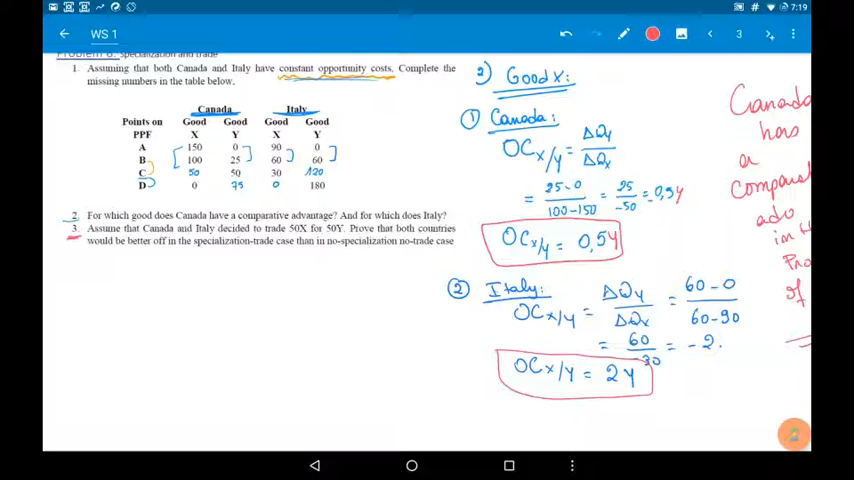 7:19
WS 1
3
Problem 6: Specialization and trade
1. Assuming that both Canada and Italy have constant opportunity costs, Complete the
missing numbers in the table below.
Canada Italy
Points on Good Good Good Good
PPF X Y X Y
A 150 0 90 0
B 100 25 60 60
C 50 50 30 120
D 0 75 0 180
2. For which good does Canada have a comparative advantage? And for which does Italy?
3. Assume that Canada and Italy decided to trade 50X for 50Y. Prove that both countries
would be better off in the specialization-trade case than in no-specialization no-trade case
2) Good X:
① Canada:
OCx/y = ΔQy / ΔQx
= 25-0 / 100-150 = 25 / -50 = -0,5Y
OCx/y = 0,5Y
② Italy:
OCx/y = ΔQy / ΔQx = 60-0 / 60-90
= 60 / -30 = -2.
OCx/y = 2Y
Canada
has
a
comparat
adv
in th
Pro
of